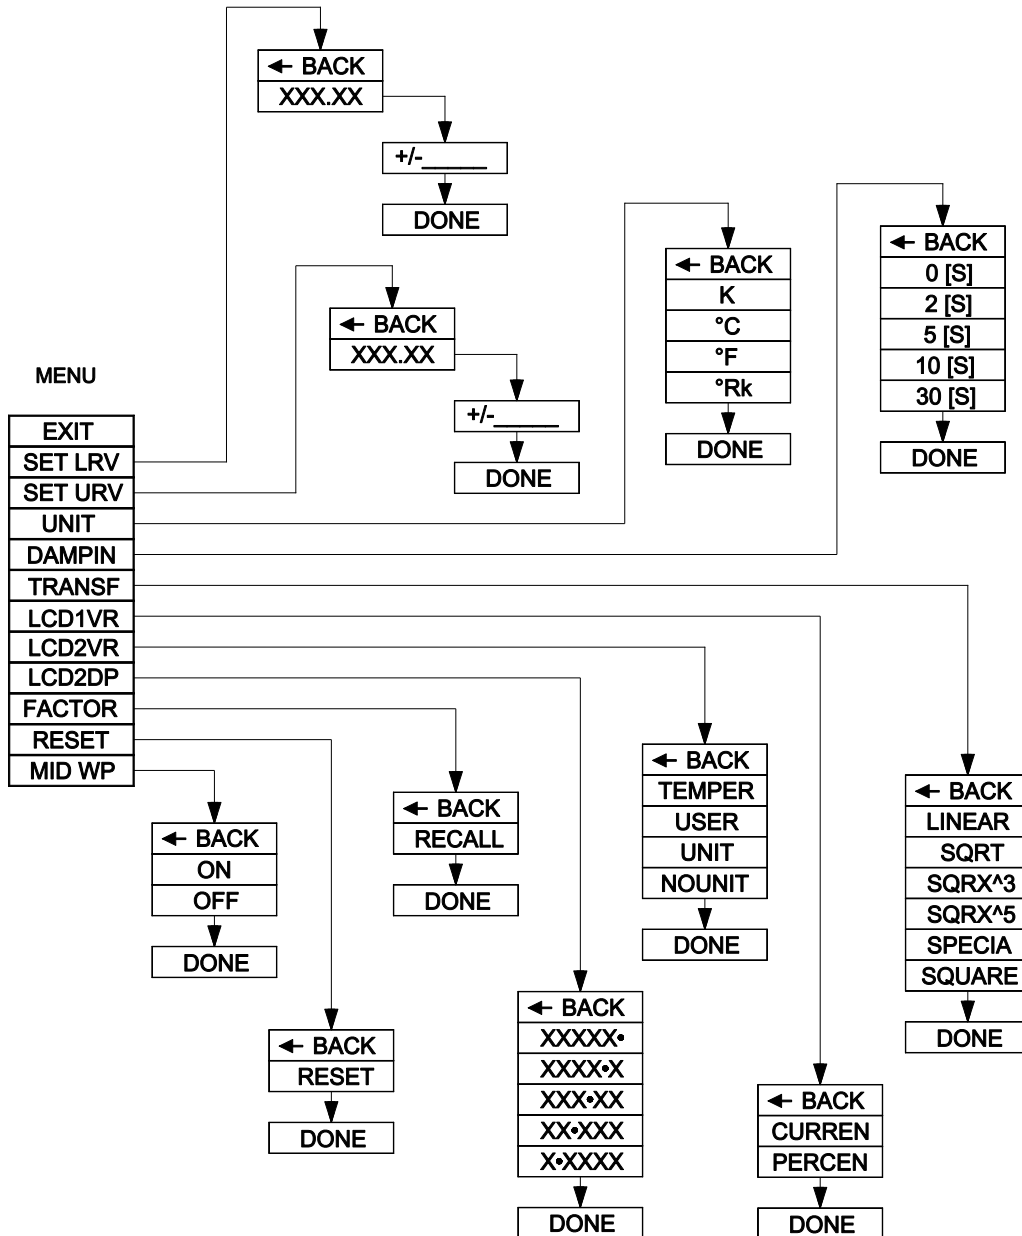 ← BACK
XXX.XX
+/-_____
DONE
← BACK
XXX.XX
+/-_____
DONE
← BACK
K
°C
°F
°Rk
DONE
← BACK
0 [S]
2 [S]
5 [S]
10 [S]
30 [S]
DONE
MENU
EXIT
SET LRV
SET URV
UNIT
DAMPIN
TRANSF
LCD1VR
LCD2VR
LCD2DP
FACTOR
RESET
MID WP
← BACK
ON
OFF
DONE
← BACK
RESET
DONE
← BACK
RECALL
DONE
← BACK
XXXXX•
XXXX•X
XXX•XX
XX•XXX
X•XXXX
DONE
← BACK
TEMPER
USER
UNIT
NOUNIT
DONE
← BACK
CURREN
PERCEN
DONE
← BACK
LINEAR
SQRT
SQRX^3
SQRX^5
SPECIA
SQUARE
DONE